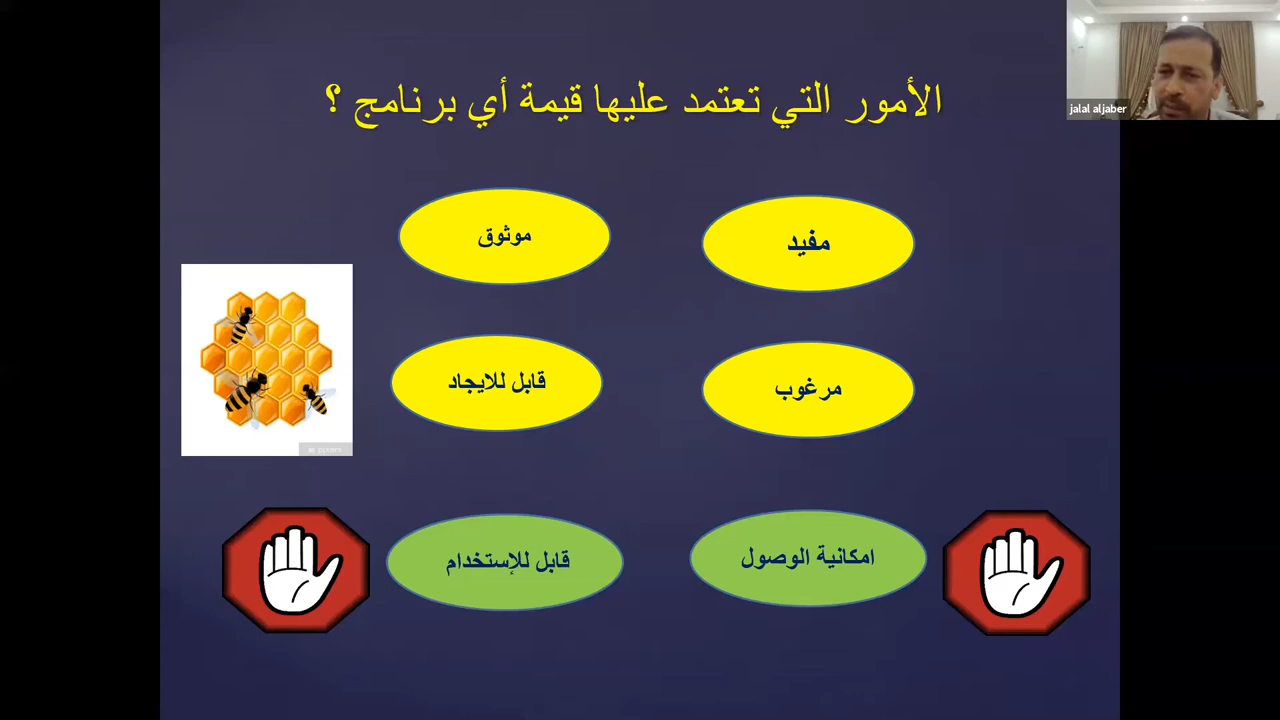 jalal aljaber
الأمور التي تعتمد عليها قيمة أي برنامج ؟
مفيد
موثوق
مرغوب
قابل للايجاد
امكانية الوصول
قابل للإستخدام